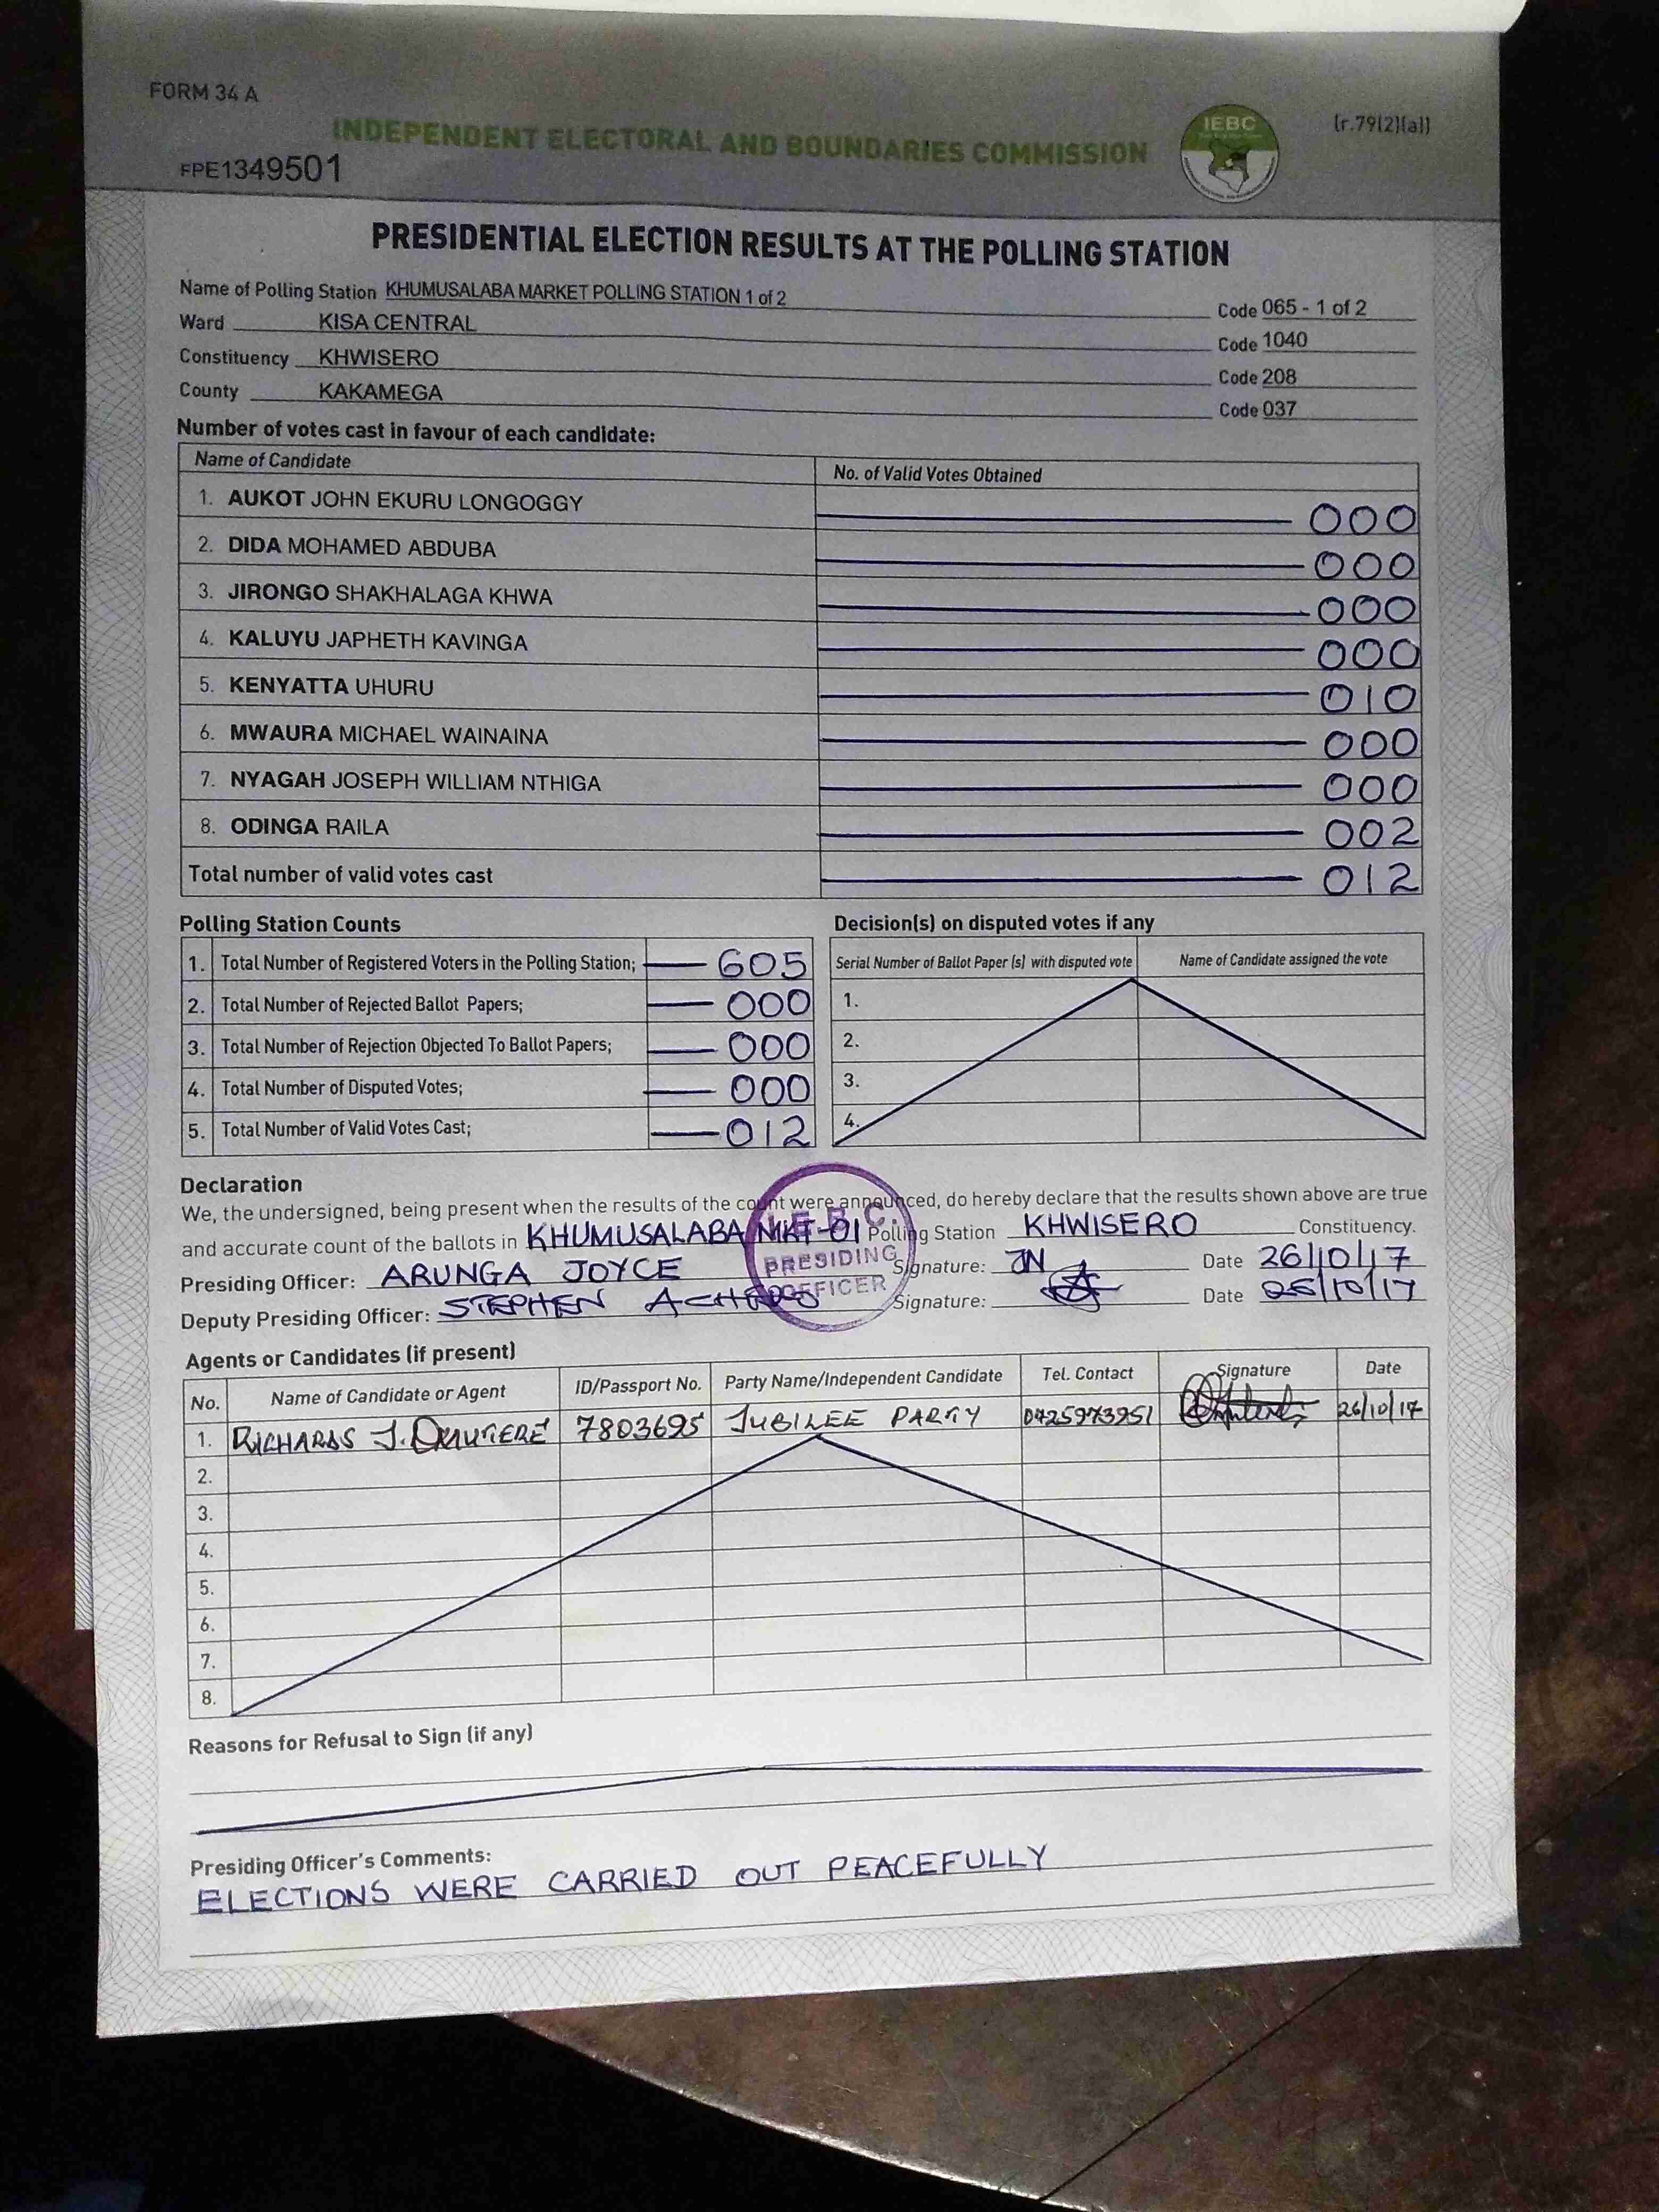 FORM 34 A
(r.79(2)(a))
INDEPENDENT ELECTORAL AND BOUNDARIES COMMISSION
IEBC
FPE1349501
PRESIDENTIAL ELECTION RESULTS AT THE POLLING STATION
Name of Polling Station KHUMUSALABA MARKET POLLING STATION 1 of 2 Code 065 - 1 of 2
Ward KISA CENTRAL Code 1040
Constituency KHWISERO Code 208
County KAKAMEGA Code 037
Number of votes cast in favour of each candidate:
Name of Candidate No. of Valid Votes Obtained
1. AUKOT JOHN EKURU LONGOGGY 000
2. DIDA MOHAMED ABDUBA 000
3. JIRONGO SHAKHALAGA KHWA 000
4. KALUYU JAPHETH KAVINGA 000
5. KENYATTA UHURU 010
6. MWAURA MICHAEL WAINAINA 000
7. NYAGAH JOSEPH WILLIAM NTHIGA 000
8. ODINGA RAILA 002
Total number of valid votes cast 012
Polling Station Counts
1. Total Number of Registered Voters in the Polling Station; 605
2. Total Number of Rejected Ballot Papers; 000
3. Total Number of Rejection Objected To Ballot Papers; 000
4. Total Number of Disputed Votes; 000
5. Total Number of Valid Votes Cast; 012
Decision(s) on disputed votes if any
Serial Number of Ballot Paper (s) with disputed vote Name of Candidate assigned the vote
1.
2.
3.
4.
Declaration
We, the undersigned, being present when the results of the count were announced, do hereby declare that the results shown above are true
and accurate count of the ballots in KHUMUSALABA MKT-01 Polling Station KHWISERO Constituency.
Presiding Officer: ARUNGA JOYCE Signature: JN Date 26/10/17
Deputy Presiding Officer: STEPHEN Signature: Date 26/10/17
I.E.B.C.
PRESIDING
OFFICER
Agents or Candidates (if present)
No. Name of Candidate or Agent ID/Passport No. Party Name/Independent Candidate Tel. Contact Signature Date
1. RICHARDS J. 7803695 JUBILEE PARTY 0725973951 26/10/17
2.
3.
4.
5.
6.
7.
8.
Reasons for Refusal to Sign (if any)
Presiding Officer's Comments:
ELECTIONS WERE CARRIED OUT PEACEFULLY